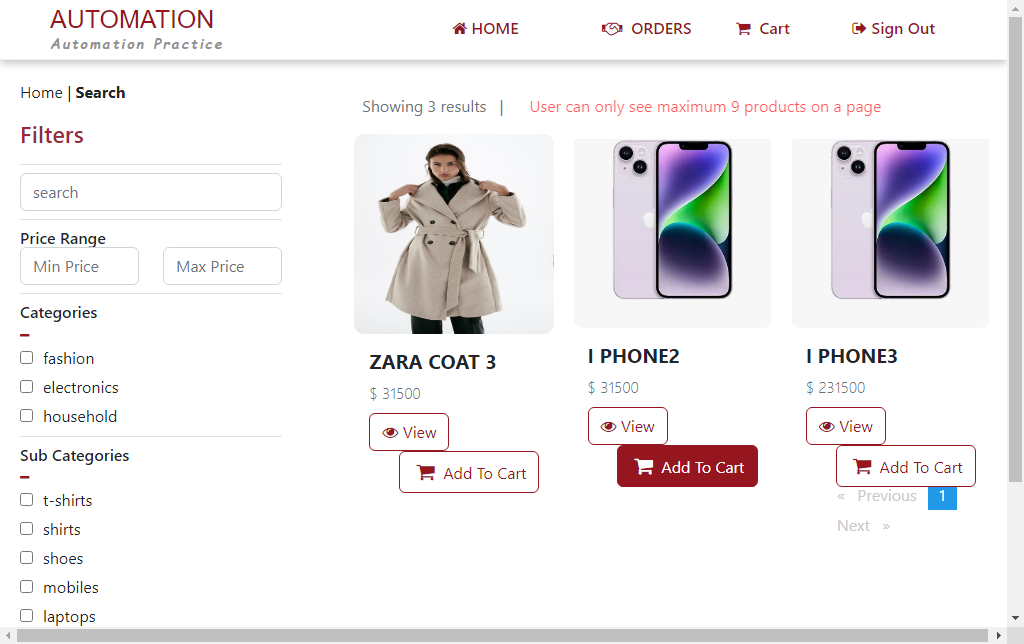 AUTOMATION
Automation Practice
HOME
ORDERS
Cart
Sign Out
Home | Search
Filters
search
Price Range
Min Price
Max Price
Categories
fashion
electronics
household
Sub Categories
t-shirts
shirts
shoes
mobiles
laptops
Showing 3 results |
User can only see maximum 9 products on a page
ZARA COAT 3
$ 31500
View
Add To Cart
I PHONE2
$ 31500
View
Add To Cart
I PHONE3
$ 231500
View
Add To Cart
« Previous 1
Next »